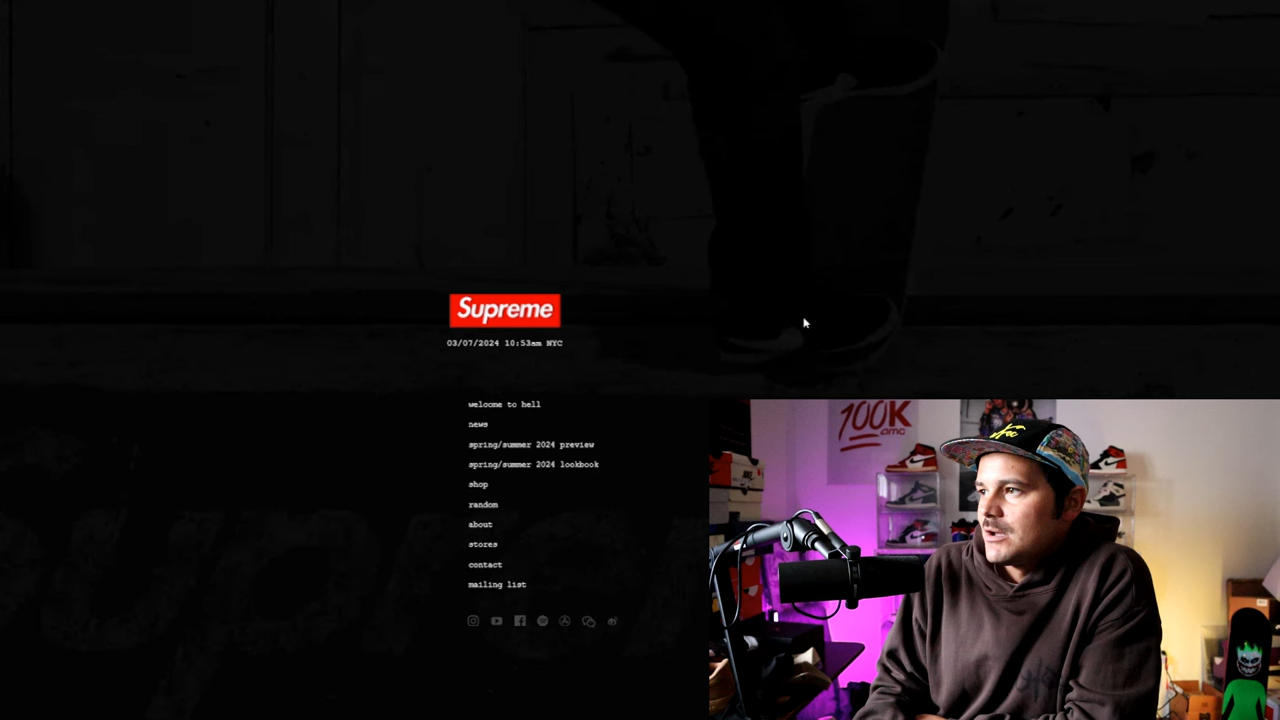 Supreme
03/07/2024 10:53am NYC
welcome to hell
news
spring/summer 2024 preview
spring/summer 2024 lookbook
shop
random
about
stores
contact
mailing list
100K